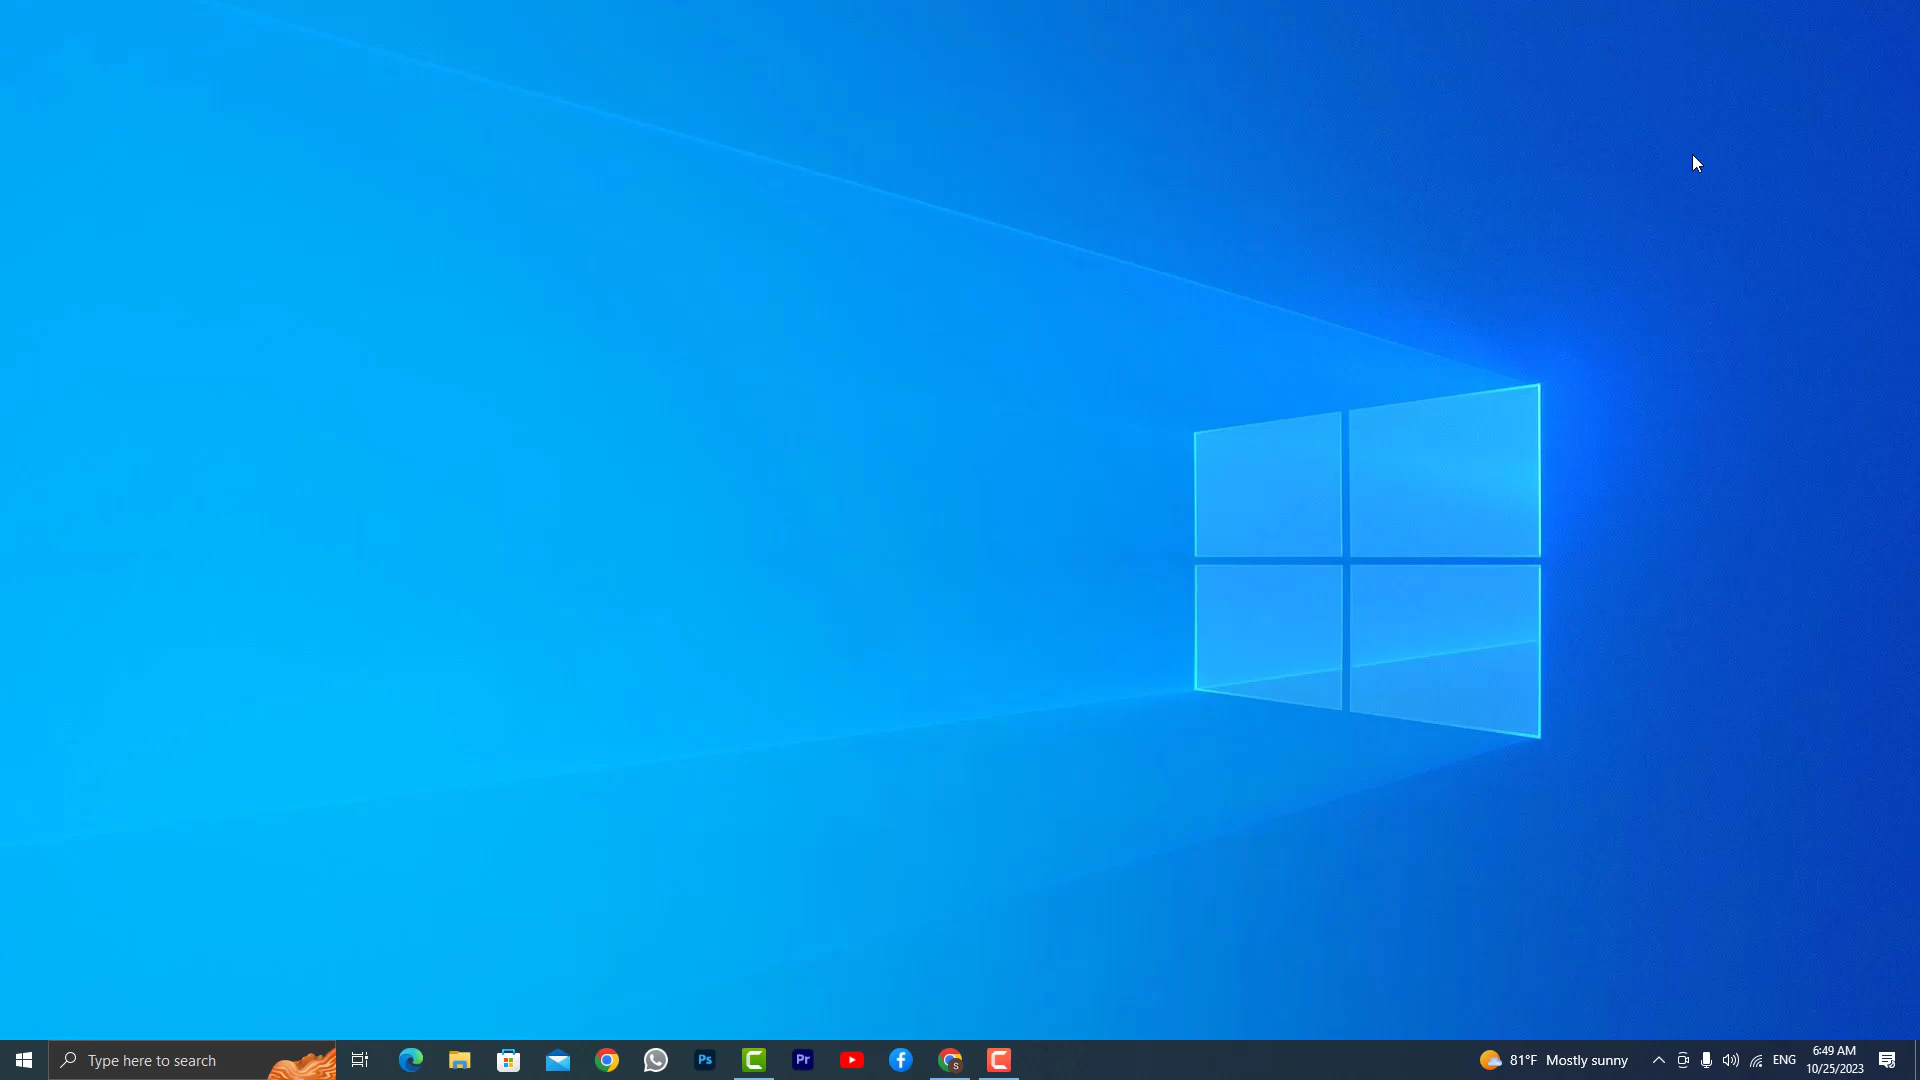 Type here to search
Ps
Pr
S
81°F Mostly sunny
ENG
6:49 AM
10/25/2023